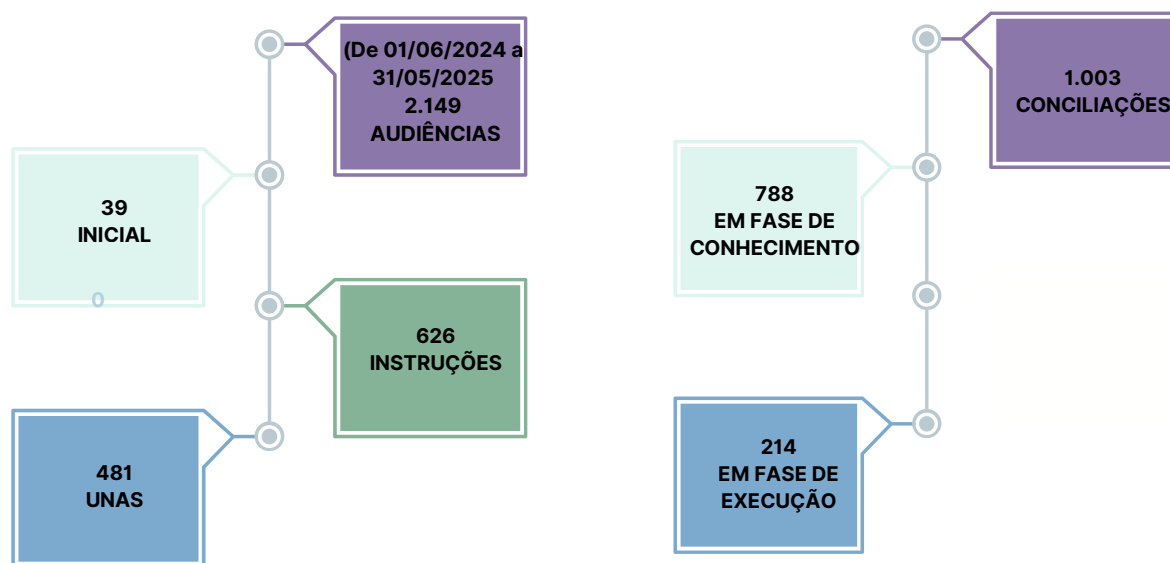 (De 01/06/2024 a
31/05/2025
2.149
AUDIÊNCIAS
39
INICIAL
0
626
INSTRUÇÕES
481
UNAS
1.003
CONCILIAÇÕES
788
EM FASE DE
CONHECIMENTO
214
EM FASE DE
EXECUÇÃO